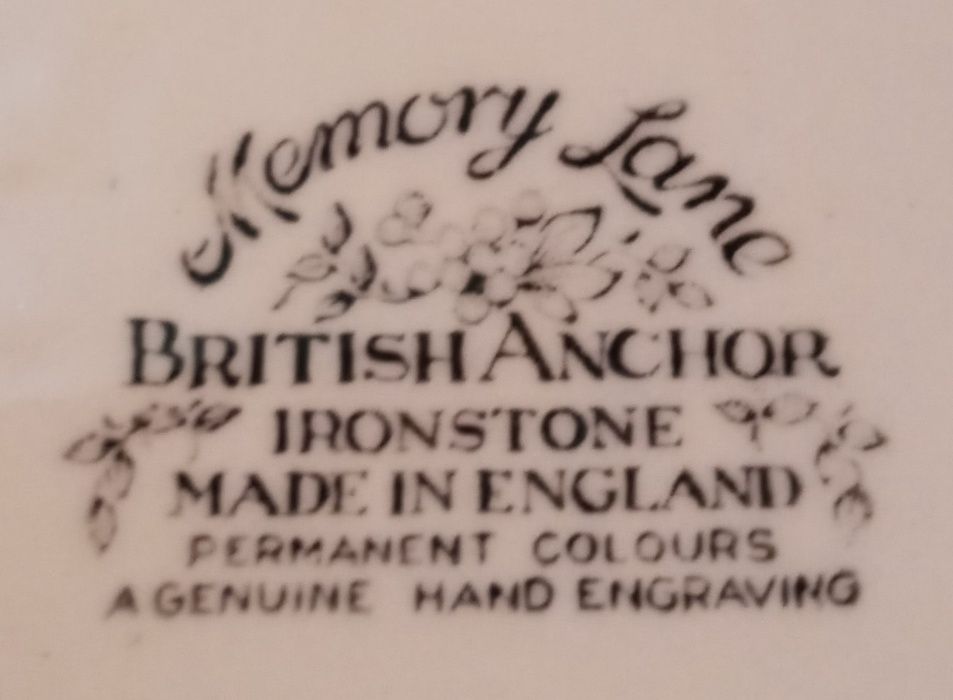 Memory Lane
BRITISH ANCHOR
IRONSTONE
MADE IN ENGLAND
PERMANENT COLOURS
A GENUINE HAND ENGRAVING